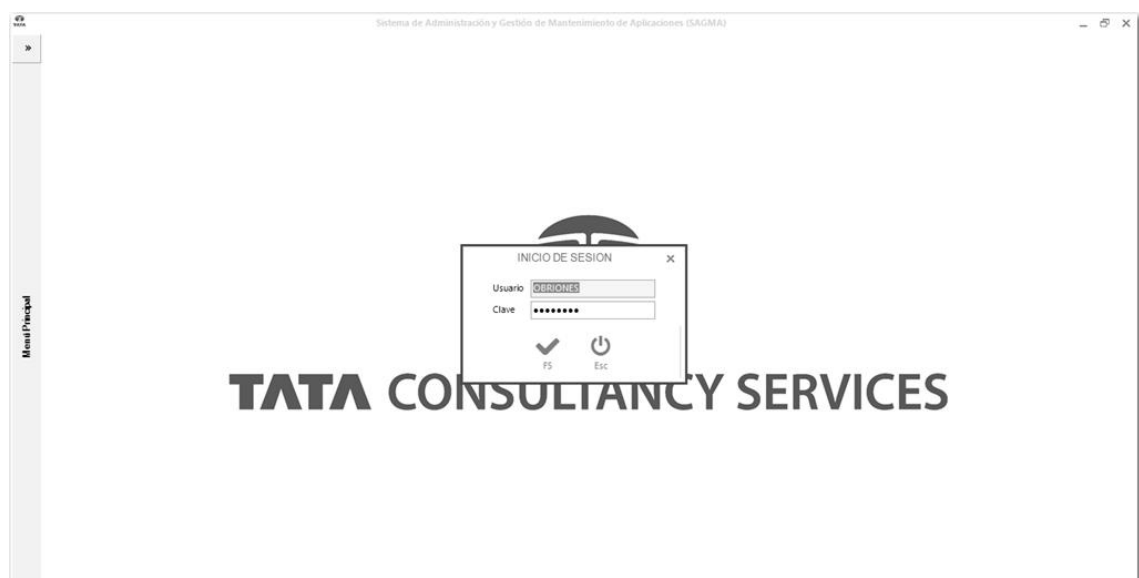 TATA
Sistema de Administración y Gestión de Mantenimiento de Aplicaciones (SAGMA)
»
Menú Principal
INICIO DE SESION
Usuario OBRIONES
Clave ••••••••
F5 Esc
TATA CONSULTANCY SERVICES